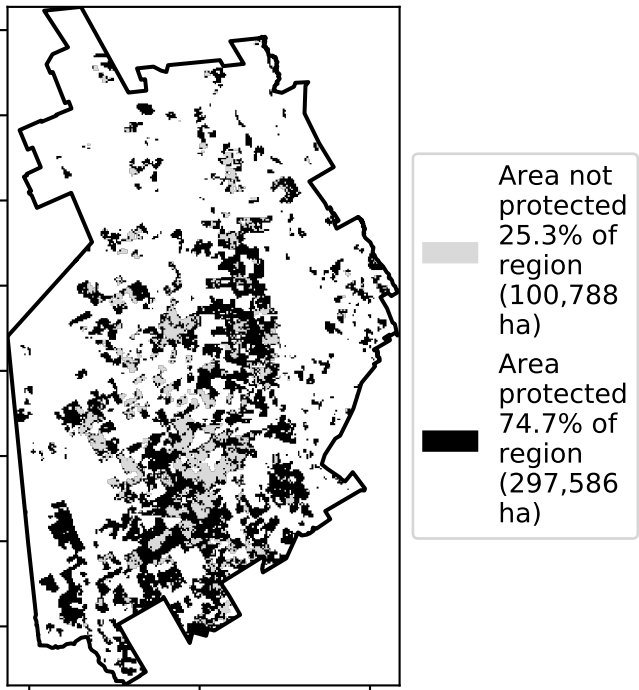 Area not
protected
25.3% of
region
(100,788
ha)
Area
protected
74.7% of
region
(297,586
ha)